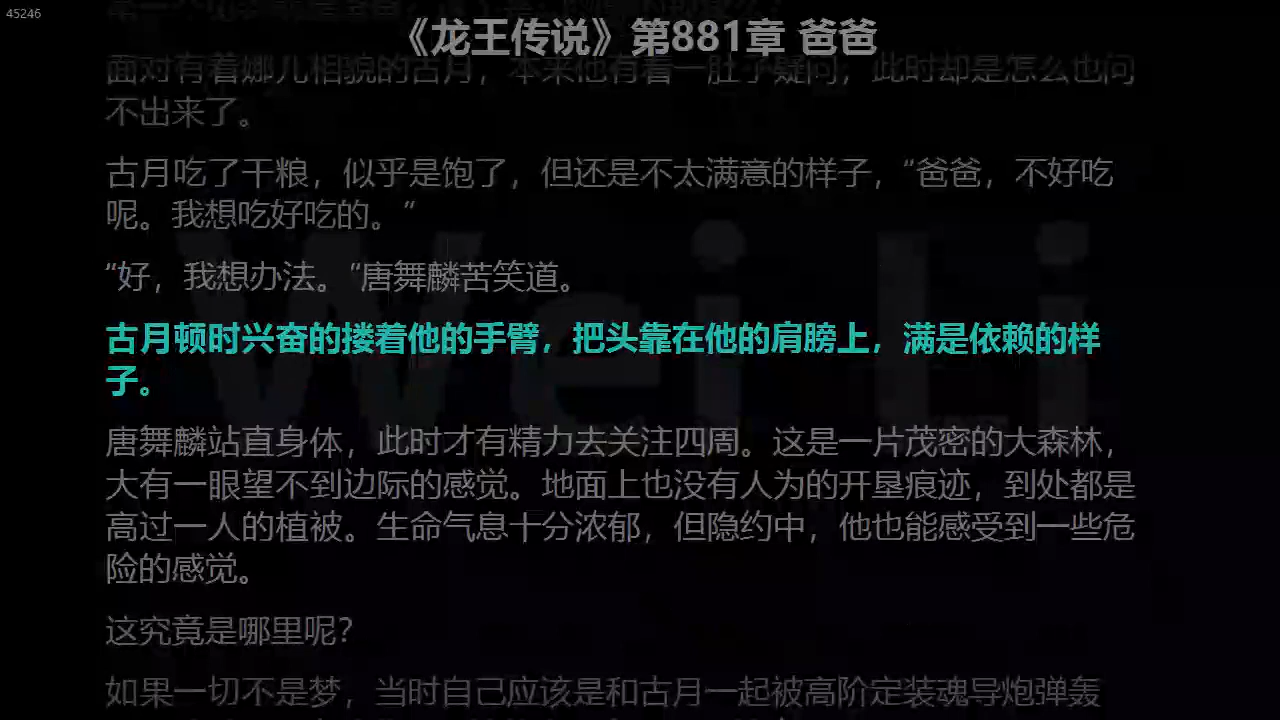 45246
《龙王传说》第881章 爸爸
面对有着娜儿相貌的古月，本来他有着一肚子疑问，此时却是怎么也问
不出来了。
古月吃了干粮，似乎是饱了，但还是不太满意的样子，“爸爸，不好吃
呢。我想吃好吃的。”
“好，我想办法。”唐舞麟苦笑道。
古月顿时兴奋的搂着他的手臂，把头靠在他的肩膀上，满是依赖的样
子。
唐舞麟站直身体，此时才有精力去关注四周。这是一片茂密的大森林，
大有一眼望不到边际的感觉。地面上也没有人为的开垦痕迹，到处都是
高过一人的植被。生命气息十分浓郁，但隐约中，他也能感受到一些危
险的感觉。
这究竟是哪里呢？
如果一切不是梦，当时自己应该是和古月一起被高阶定装魂导炮弹轰
Wei Li